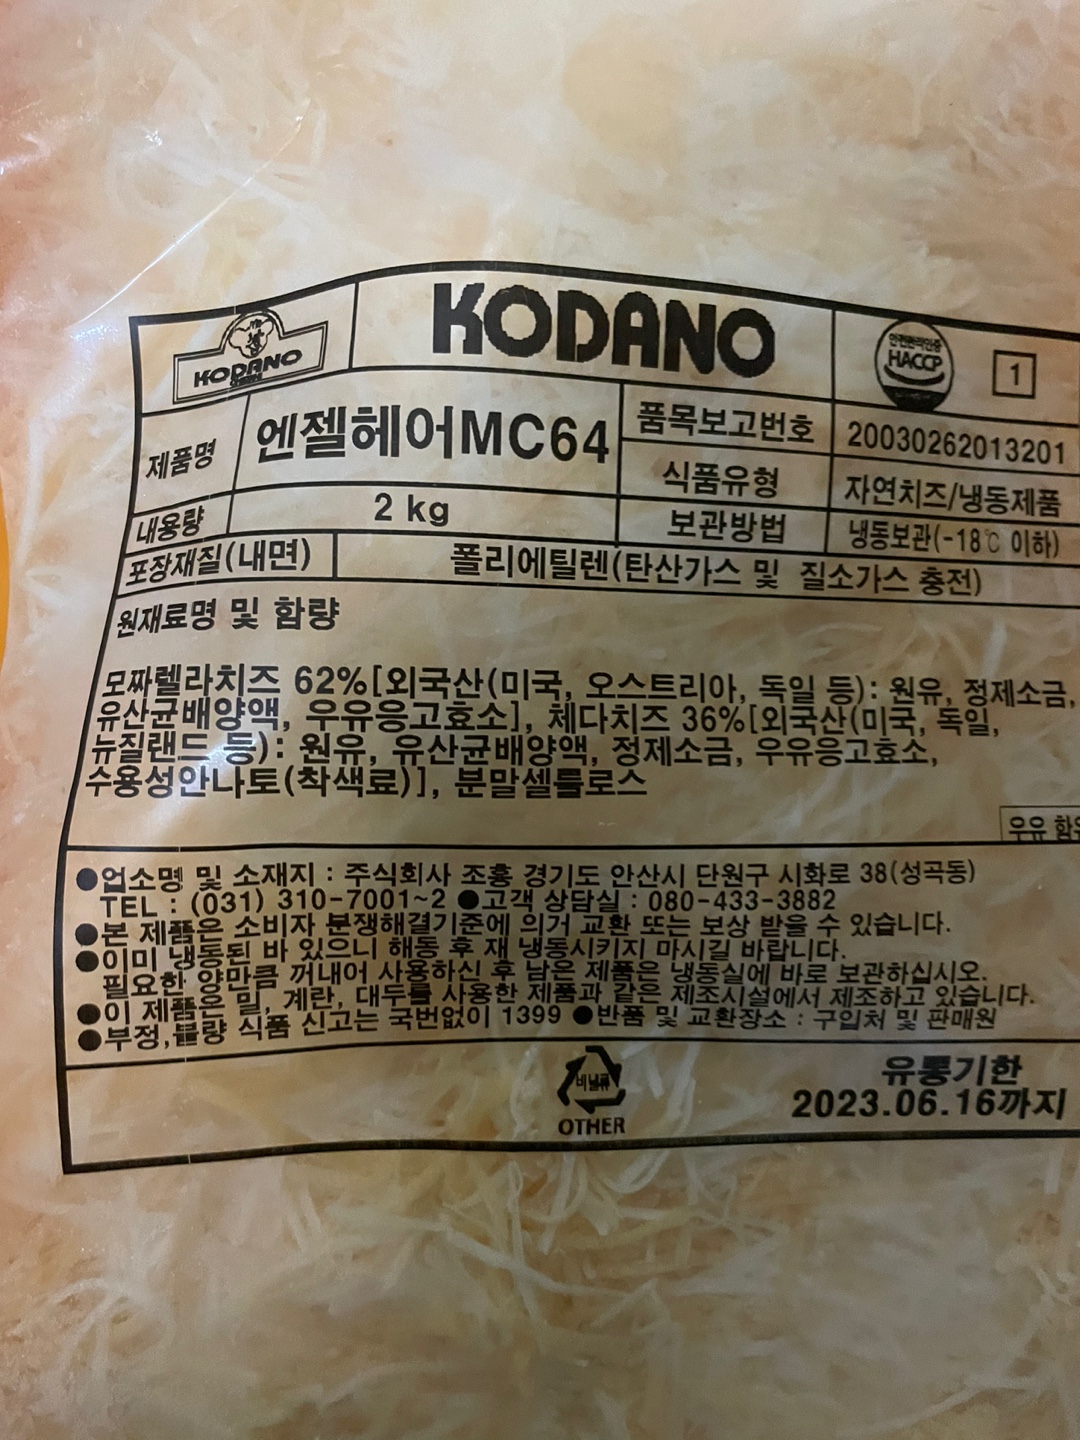 KODANO
KODANO
안전관리인증
HACCP
1
제품명
엔젤헤어MC64
품목보고번호
20030262013201
식품유형
자연치즈/냉동제품
내용량
2 kg
보관방법
냉동보관(-18℃ 이하)
포장재질(내면)
폴리에틸렌(탄산가스 및 질소가스 충전)
원재료명 및 함량
모짜렐라치즈 62%[외국산(미국, 오스트리아, 독일 등): 원유, 정제소금,
유산균배양액, 우유응고효소], 체다치즈 36%[외국산(미국, 독일,
뉴질랜드 등): 원유, 유산균배양액, 정제소금, 우유응고효소,
수용성안나토(착색료)], 분말셀룰로스
우유 함유
●업소명 및 소재지 : 주식회사 조흥 경기도 안산시 단원구 시화로 38(성곡동)
TEL : (031) 310-7001~2 ●고객 상담실 : 080-433-3882
●본 제품은 소비자 분쟁해결기준에 의거 교환 또는 보상 받을 수 있습니다.
●이미 냉동된 바 있으니 해동 후 재 냉동시키지 마시길 바랍니다.
필요한 양만큼 꺼내어 사용하신 후 남은 제품은 냉동실에 바로 보관하십시오.
●이 제품은 밀, 계란, 대두를 사용한 제품과 같은 제조시설에서 제조하고 있습니다.
●부정,불량 식품 신고는 국번없이 1399 ●반품 및 교환장소 : 구입처 및 판매원
비닐류
OTHER
유통기한
2023.06.16까지